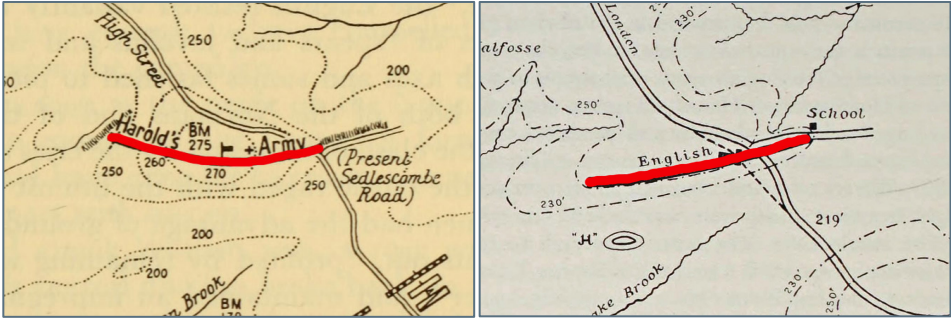 High Street
250
200
Harold's
BM
275
Army
260
270
250
250
(Present
Sedlescombe
Road)
200
200
Brook
BM
London
230'
alfosse
250'
School
English
230'
219'
"H"
ake Brook
230'
250'